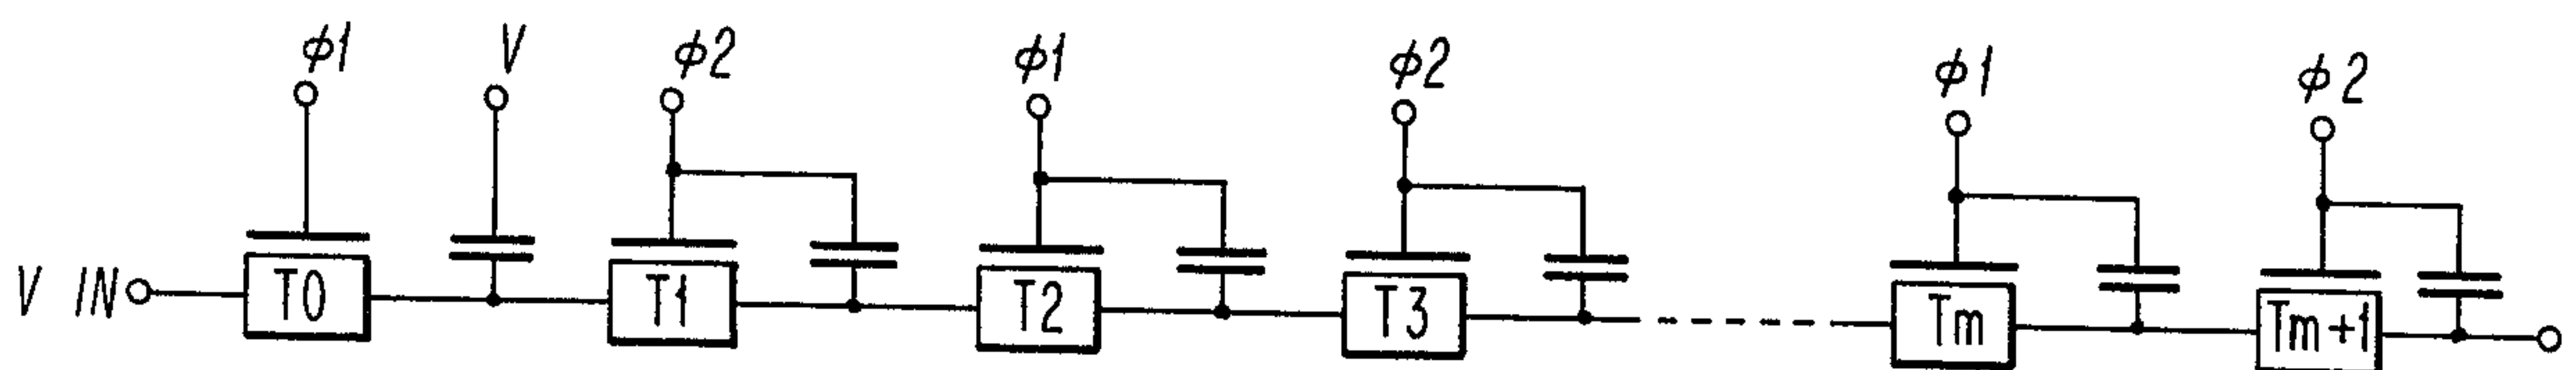 φ1 V φ2 φ1 φ2 φ1 φ2
V IN T0 T1 T2 T3 Tm Tm+1